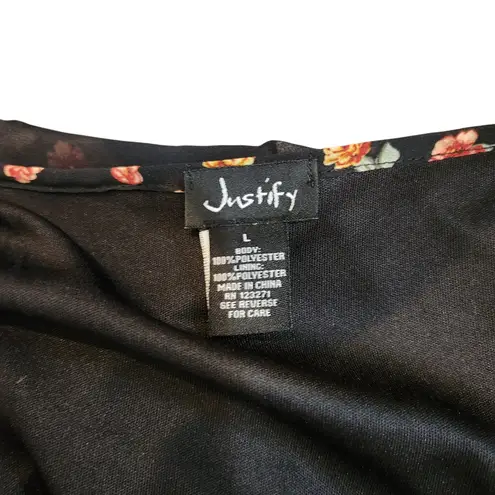 Justify
L
BODY:
100%POLYESTER
LINING:
100%POLYESTER
MADE IN CHINA
RN 123271
SEE REVERSE
FOR CARE